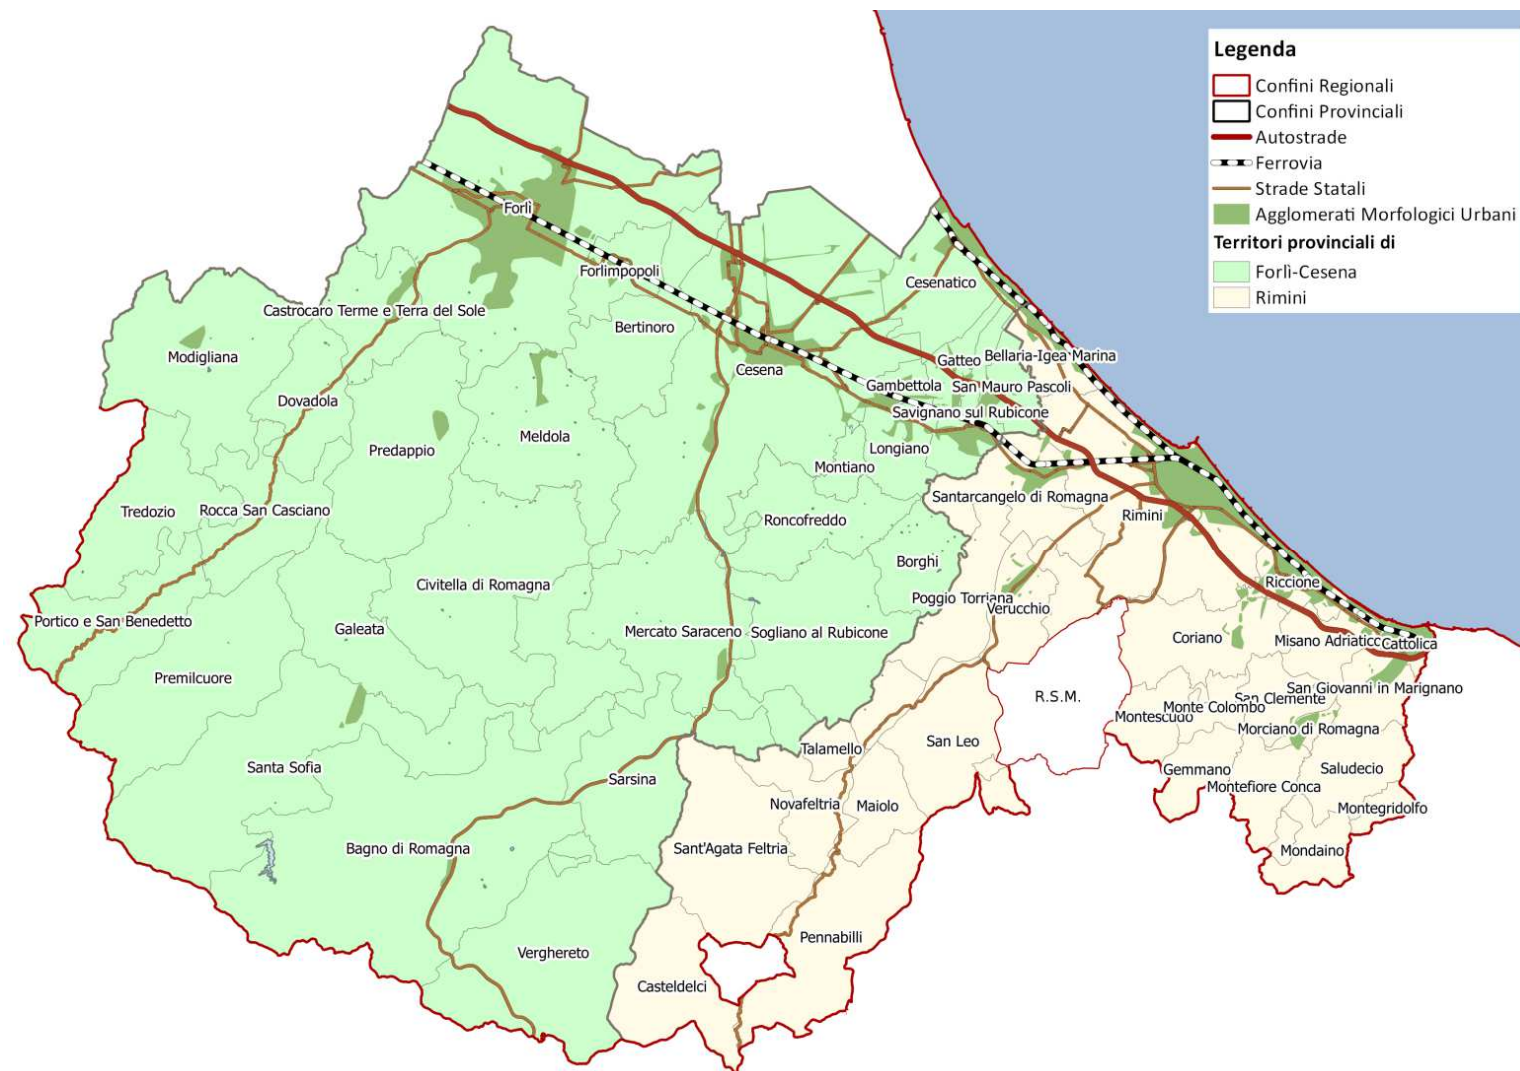 Legenda
Confini Regionali
Confini Provinciali
Autostrade
Ferrovia
Strade Statali
Agglomerati Morfologici Urbani
Territori provinciali di
Forlì-Cesena
Rimini
Forlì
Forlimpopoli
Cesenatico
Castrocaro Terme e Terra del Sole
Bertinoro
Modigliana
Cesena
Gatteo
Bellaria-Igea Marina
Gambettola
San Mauro Pascoli
Dovadola
Savignano sul Rubicone
Predappio
Meldola
Longiano
Montiano
Santarcangelo di Romagna
Tredozio
Rocca San Casciano
Roncofreddo
Rimini
Borghi
Riccione
Civitella di Romagna
Poggio Torriana
Verucchio
Portico e San Benedetto
Galeata
Mercato Saraceno
Sogliano al Rubicone
Coriano
Misano Adriatico
Cattolica
Premilcuore
R.S.M.
San Giovanni in Marignano
San Clemente
Monte Colombo
Montescudo
Morciano di Romagna
Talamello
San Leo
Santa Sofia
Sarsina
Gemmano
Saludecio
Montefiore Conca
Novafeltria
Maiolo
Montegridolfo
Bagno di Romagna
Sant'Agata Feltria
Mondaino
Pennabilli
Verghereto
Casteldelci